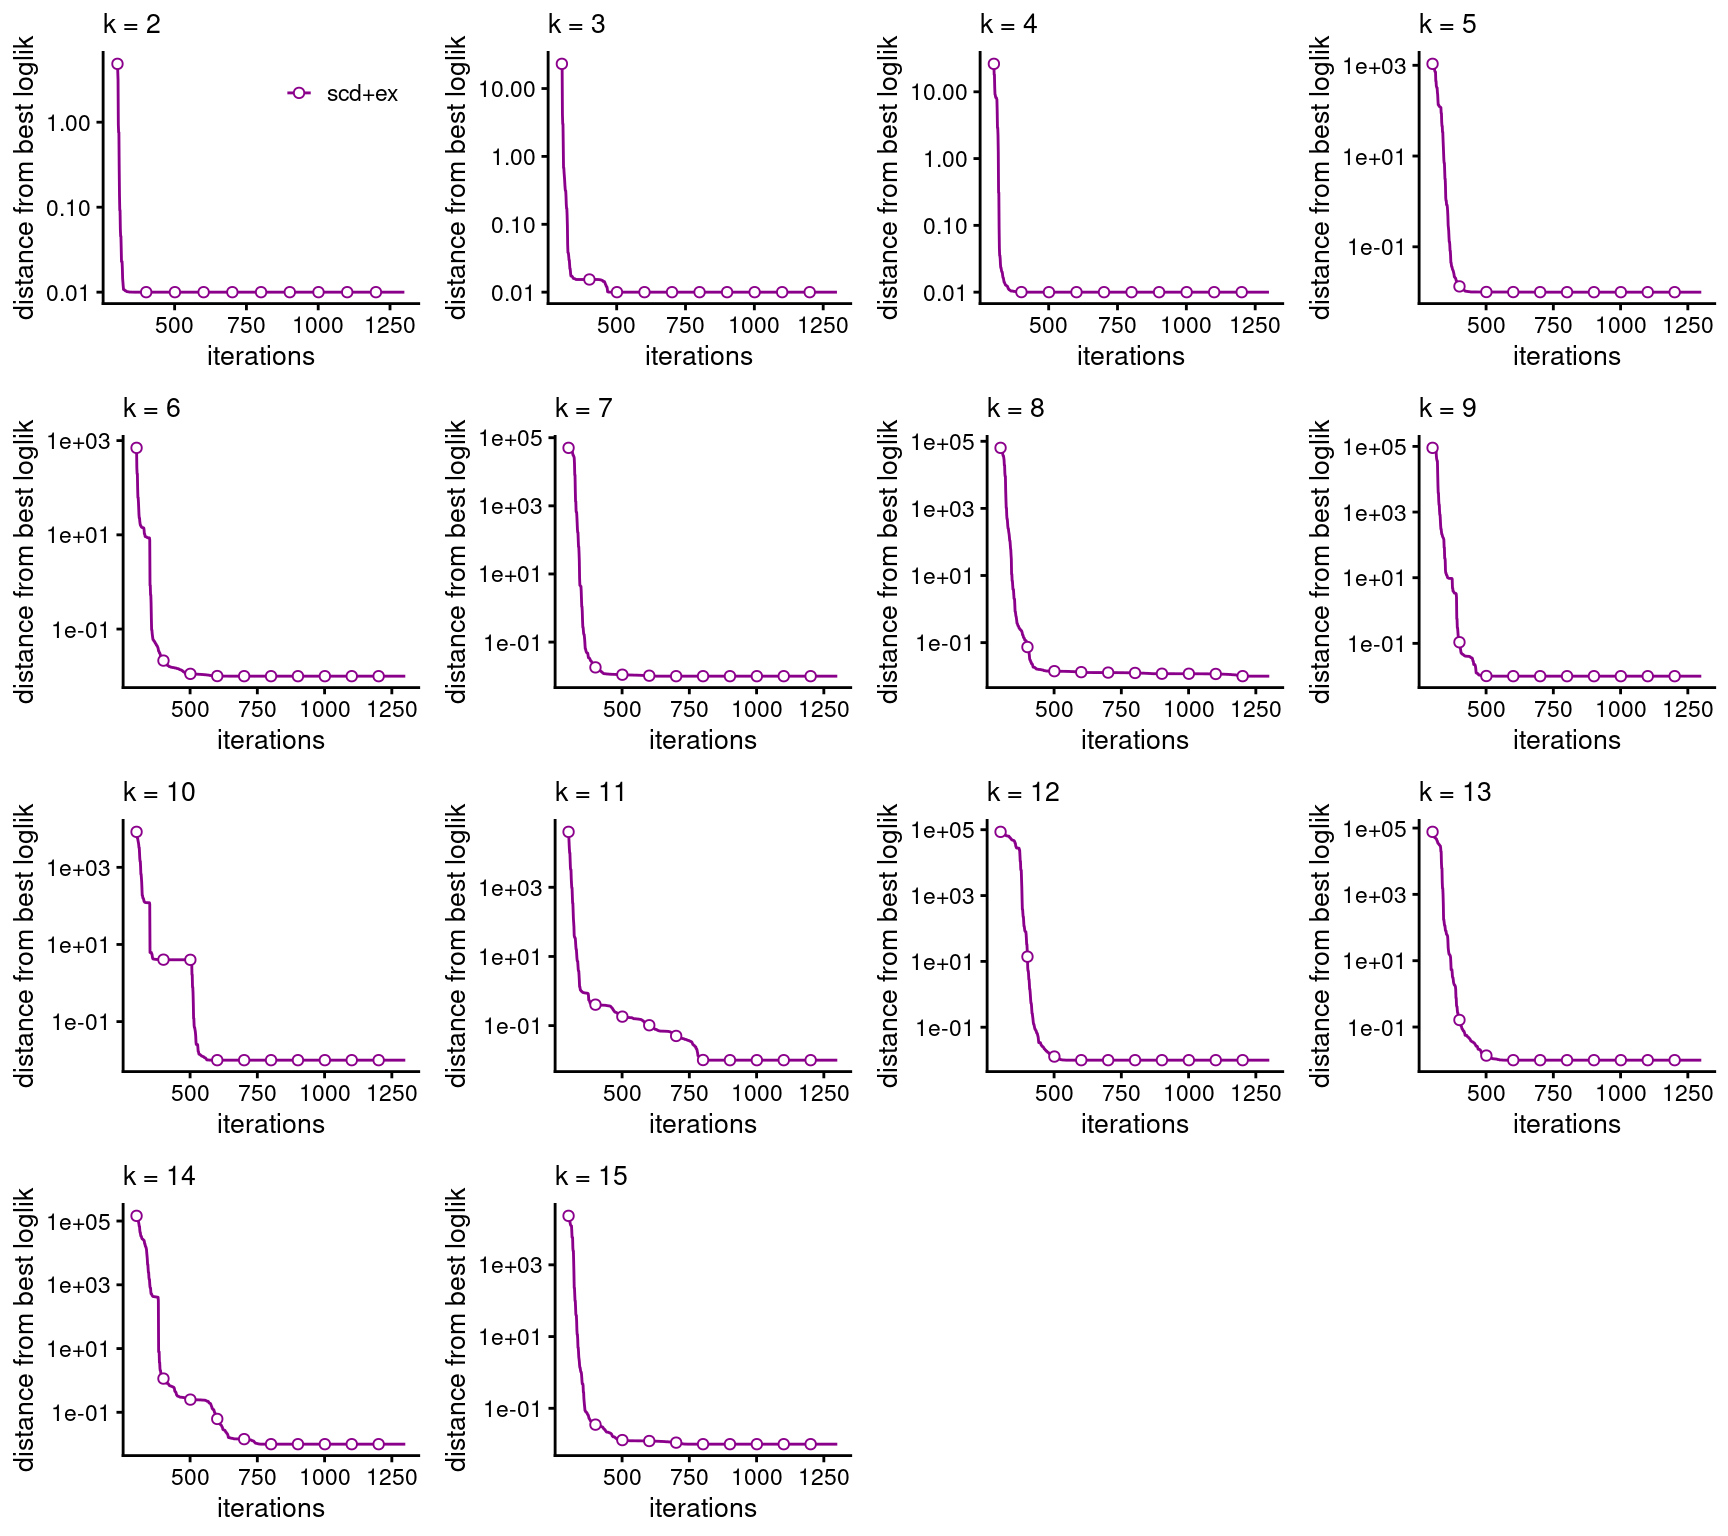 k = 2
distance from best loglik
1.00
0.10
0.01
scd+ex
500 750 1000 1250
iterations
k = 3
distance from best loglik
10.00
1.00
0.10
0.01
500 750 1000 1250
iterations
k = 4
distance from best loglik
10.00
1.00
0.10
0.01
500 750 1000 1250
iterations
k = 5
distance from best loglik
1e+03
1e+01
1e-01
500 750 1000 1250
iterations
k = 6
distance from best loglik
1e+03
1e+01
1e-01
500 750 1000 1250
iterations
k = 7
distance from best loglik
1e+05
1e+03
1e+01
1e-01
500 750 1000 1250
iterations
k = 8
distance from best loglik
1e+05
1e+03
1e+01
1e-01
500 750 1000 1250
iterations
k = 9
distance from best loglik
1e+05
1e+03
1e+01
1e-01
500 750 1000 1250
iterations
k = 10
distance from best loglik
1e+03
1e+01
1e-01
500 750 1000 1250
iterations
k = 11
distance from best loglik
1e+03
1e+01
1e-01
500 750 1000 1250
iterations
k = 12
distance from best loglik
1e+05
1e+03
1e+01
1e-01
500 750 1000 1250
iterations
k = 13
distance from best loglik
1e+05
1e+03
1e+01
1e-01
500 750 1000 1250
iterations
k = 14
distance from best loglik
1e+05
1e+03
1e+01
1e-01
500 750 1000 1250
iterations
k = 15
distance from best loglik
1e+03
1e+01
1e-01
500 750 1000 1250
iterations